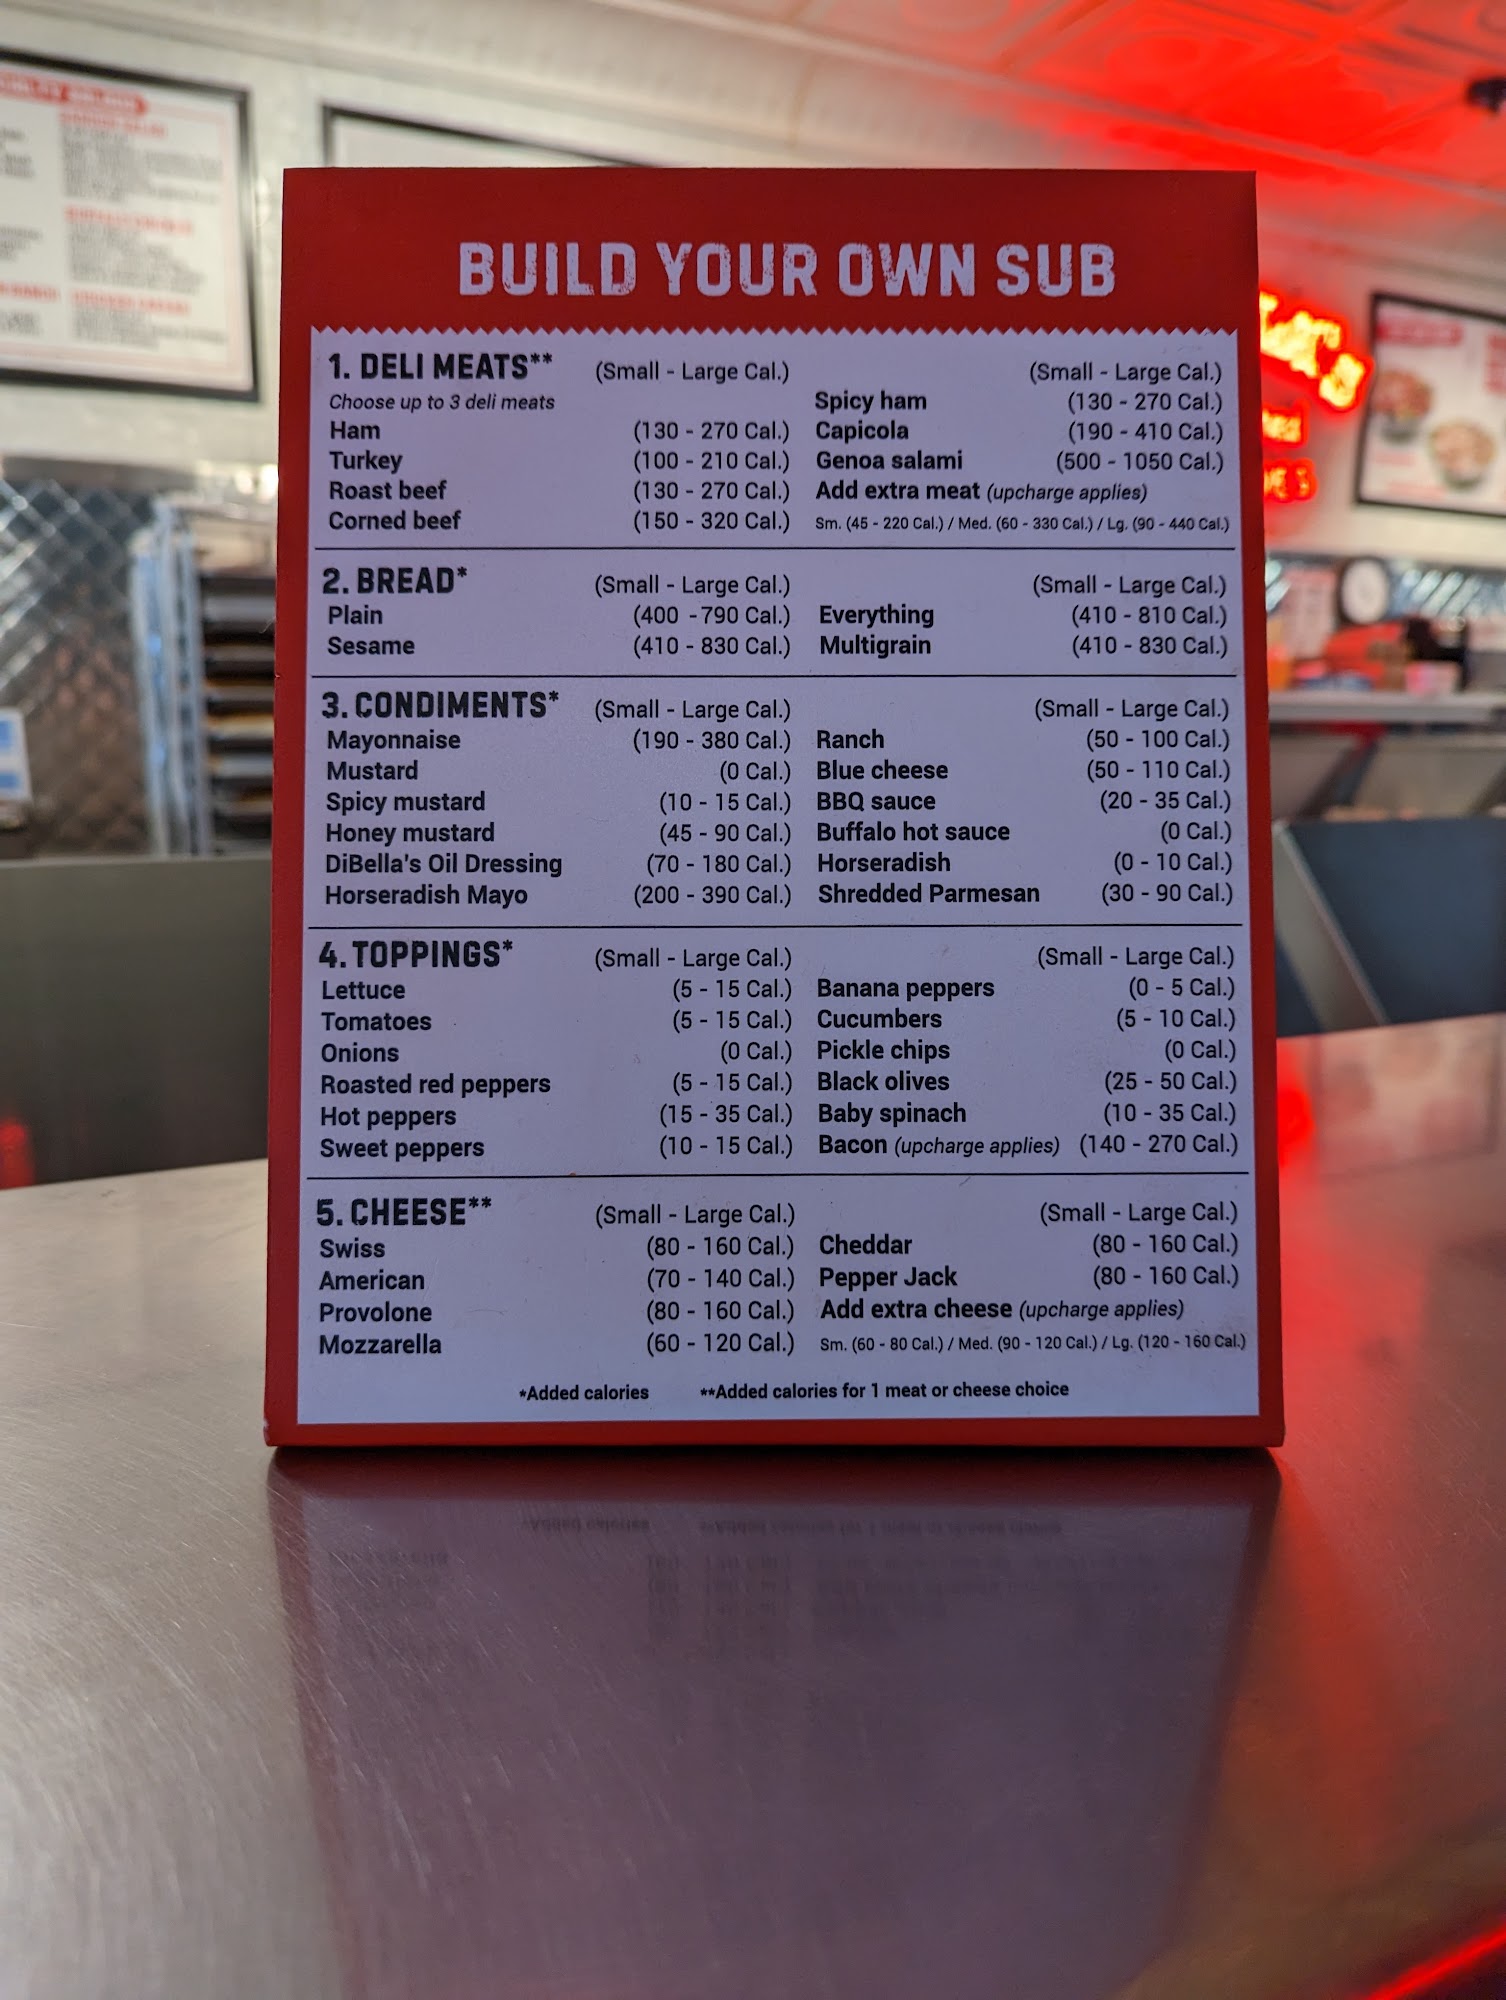 BUILD YOUR OWN SUB
1. DELI MEATS** (Small - Large Cal.)
Choose up to 3 deli meats
Ham (130 - 270 Cal.)
Turkey (100 - 210 Cal.)
Roast beef (130 - 270 Cal.)
Corned beef (150 - 320 Cal.)
(Small - Large Cal.)
Spicy ham (130 - 270 Cal.)
Capicola (190 - 410 Cal.)
Genoa salami (500 - 1050 Cal.)
Add extra meat (upcharge applies)
Sm. (45 - 220 Cal.) / Med. (60 - 330 Cal.) / Lg. (90 - 440 Cal.)
2. BREAD* (Small - Large Cal.)
Plain (400 -790 Cal.)
Sesame (410 - 830 Cal.)
(Small - Large Cal.)
Everything (410 - 810 Cal.)
Multigrain (410 - 830 Cal.)
3. CONDIMENTS* (Small - Large Cal.)
Mayonnaise (190 - 380 Cal.)
Mustard (0 Cal.)
Spicy mustard (10 - 15 Cal.)
Honey mustard (45 - 90 Cal.)
DiBella's Oil Dressing (70 - 180 Cal.)
Horseradish Mayo (200 - 390 Cal.)
(Small - Large Cal.)
Ranch (50 - 100 Cal.)
Blue cheese (50 - 110 Cal.)
BBQ sauce (20 - 35 Cal.)
Buffalo hot sauce (0 Cal.)
Horseradish (0 - 10 Cal.)
Shredded Parmesan (30 - 90 Cal.)
4. TOPPINGS* (Small - Large Cal.)
Lettuce (5 - 15 Cal.)
Tomatoes (5 - 15 Cal.)
Onions (0 Cal.)
Roasted red peppers (5 - 15 Cal.)
Hot peppers (15 - 35 Cal.)
Sweet peppers (10 - 15 Cal.)
(Small - Large Cal.)
Banana peppers (0 - 5 Cal.)
Cucumbers (5 - 10 Cal.)
Pickle chips (0 Cal.)
Black olives (25 - 50 Cal.)
Baby spinach (10 - 35 Cal.)
Bacon (upcharge applies) (140 - 270 Cal.)
5. CHEESE** (Small - Large Cal.)
Swiss (80 - 160 Cal.)
American (70 - 140 Cal.)
Provolone (80 - 160 Cal.)
Mozzarella (60 - 120 Cal.)
(Small - Large Cal.)
Cheddar (80 - 160 Cal.)
Pepper Jack (80 - 160 Cal.)
Add extra cheese (upcharge applies)
Sm. (60 - 80 Cal.) / Med. (90 - 120 Cal.) / Lg. (120 - 160 Cal.)
*Added calories **Added calories for 1 meat or cheese choice